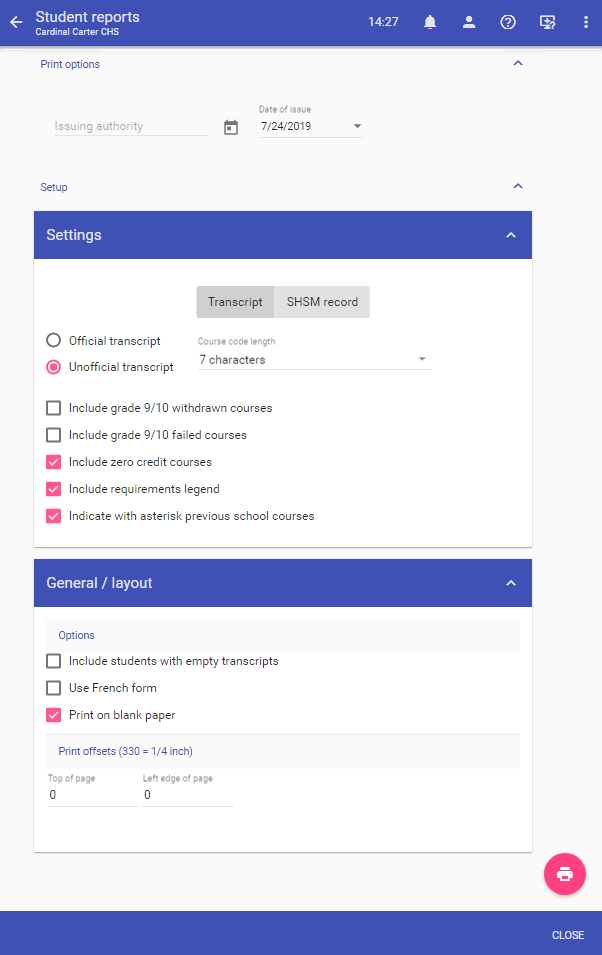 Student reports
Cardinal Carter CHS
14:27
Print options
Issuing authority
Date of issue
7/24/2019
Setup
Settings
Transcript SHSM record
Official transcript
Unofficial transcript
Course code length
7 characters
Include grade 9/10 withdrawn courses
Include grade 9/10 failed courses
Include zero credit courses
Include requirements legend
Indicate with asterisk previous school courses
General / layout
Options
Include students with empty transcripts
Use French form
Print on blank paper
Print offsets (330 = 1/4 inch)
Top of page Left edge of page
0 0
CLOSE